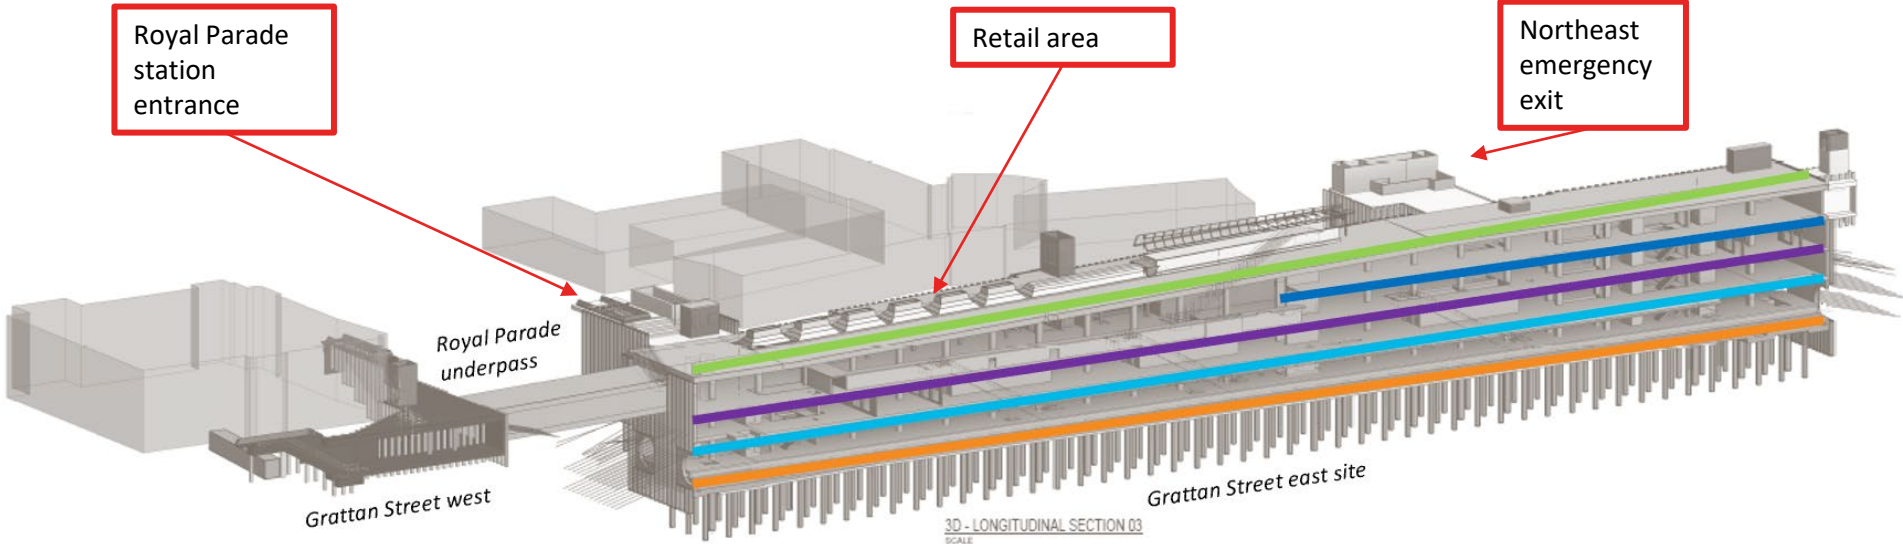 Royal Parade
station
entrance
Retail area
Northeast
emergency
exit
Royal Parade
underpass
Grattan Street west
Grattan Street east site
3D - LONGITUDINAL SECTION 03
SCALE